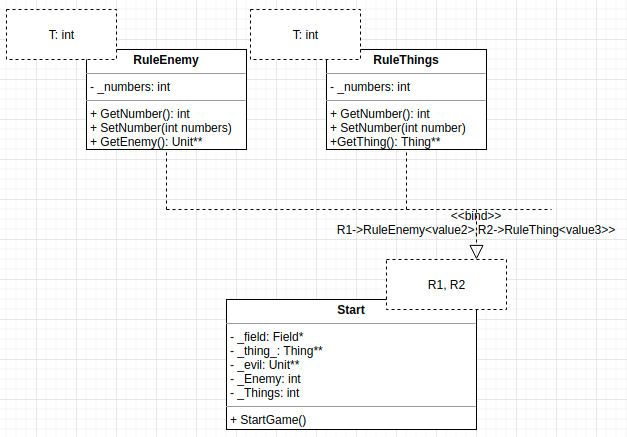 T: int
RuleEnemy
- _numbers: int
+ GetNumber(): int
+ SetNumber(int numbers)
+ GetEnemy(): Unit**
T: int
RuleThings
- _numbers: int
+ GetNumber(): int
+ SetNumber(int number)
+GetThing(): Thing**
<<bind>>
R1->RuleEnemy<value2> R2->RuleThing<value3>>
R1, R2
Start
- _field: Field*
- _thing_: Thing**
- _evil: Unit**
- _Enemy: int
- _Things: int
+ StartGame()